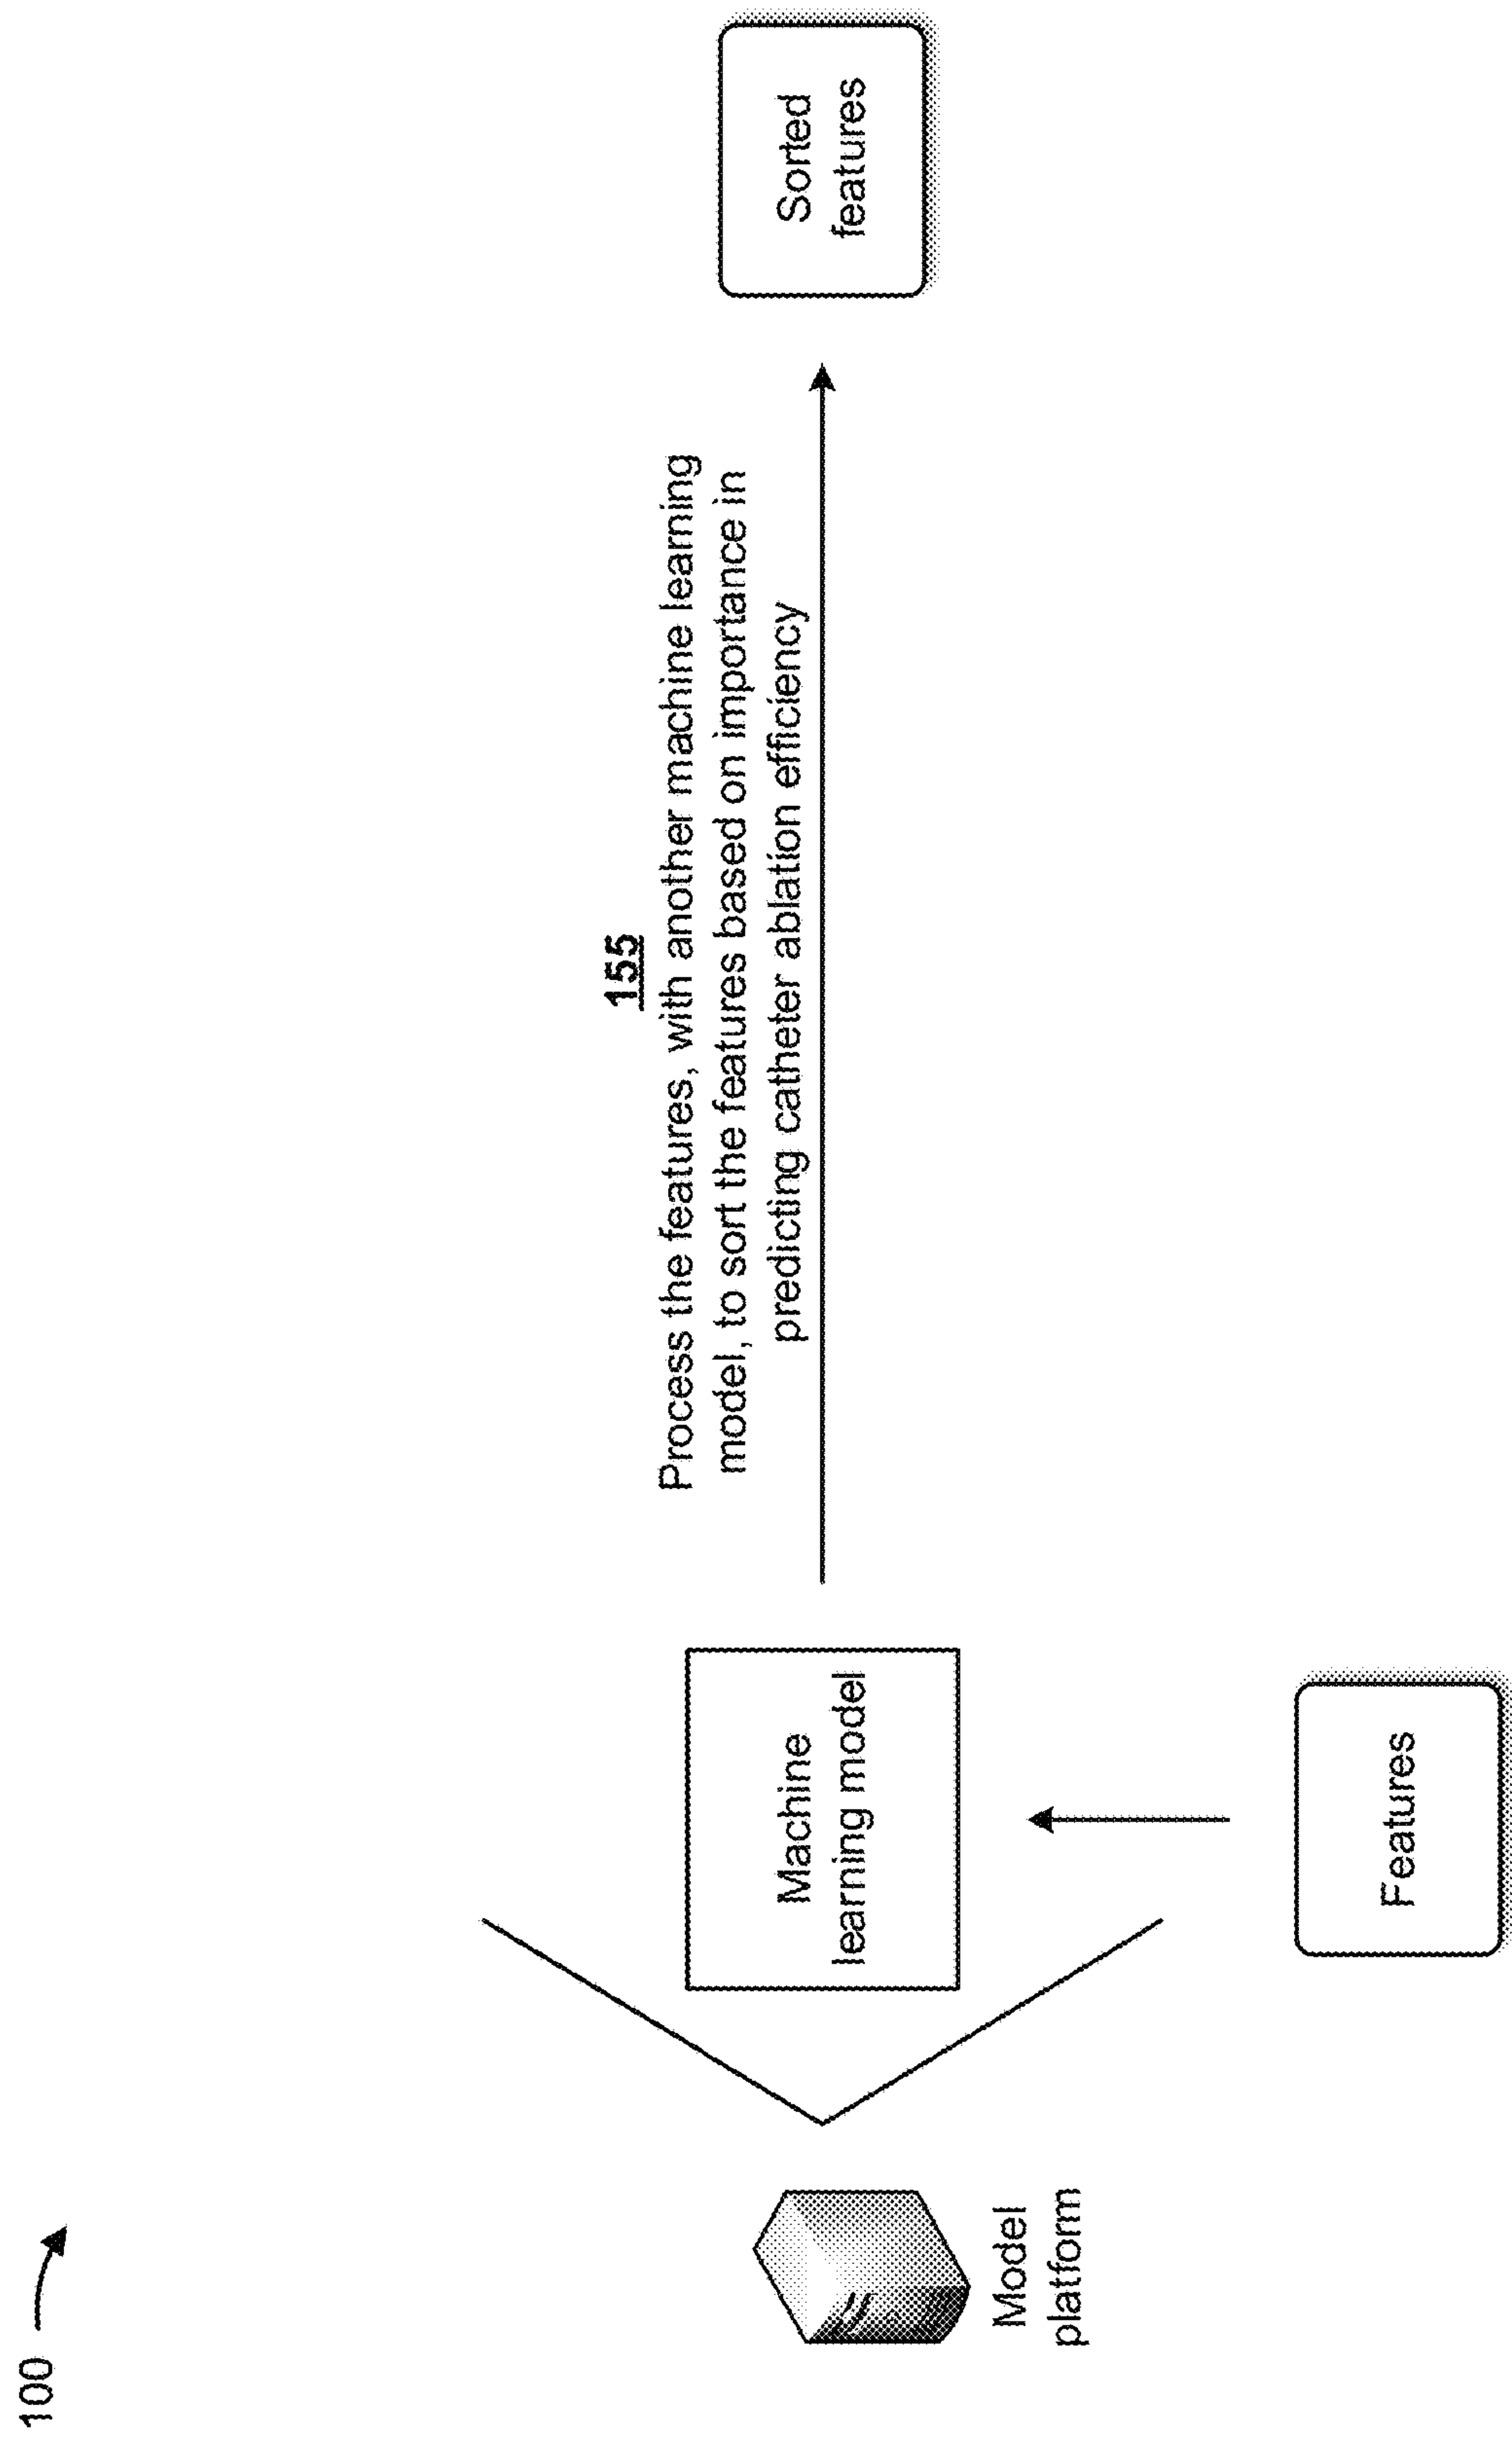 100
155
Process the features, with another machine learning
model, to sort the features based on importance in
predicting catheter ablation efficiency
Model
platform
Machine
learning model
Sorted
features
Features